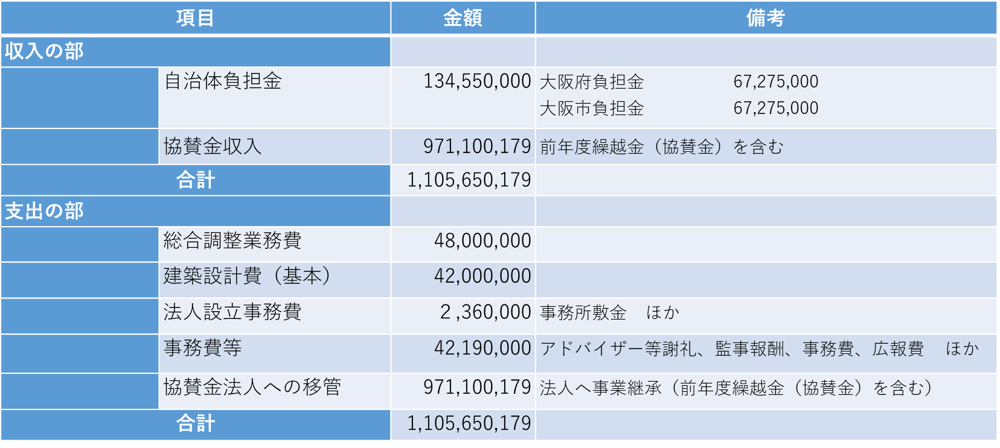 項目 金額 備考
収入の部
自治体負担金 134,550,000 大阪府負担金 67,275,000
大阪市負担金 67,275,000
協賛金収入 971,100,179 前年度繰越金（協賛金）を含む
合計 1,105,650,179
支出の部
総合調整業務費 48,000,000
建築設計費（基本） 42,000,000
法人設立事務費 ２,360,000 事務所敷金　ほか
事務費等 42,190,000 アドバイザー等謝礼、監事報酬、事務費、広報費　ほか
協賛金法人への移管 971,100,179 法人へ事業継承（前年度繰越金（協賛金）を含む）
合計 1,105,650,179